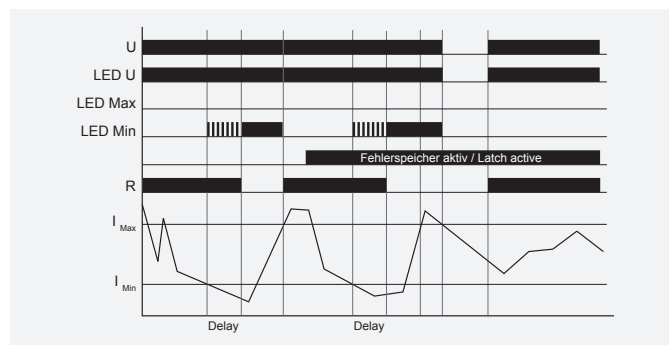 U
LED U
LED Max
LED Min
Fehlerspeicher aktiv / Latch active
R
I Max
I Min
Delay Delay